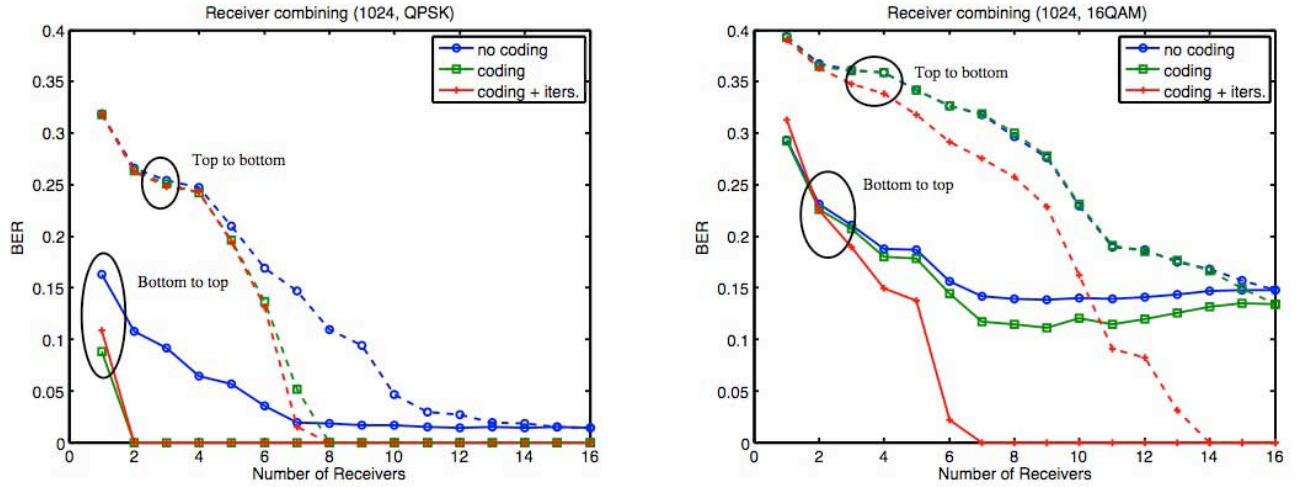 Receiver combining (1024, QPSK)
0.4
0.35
0.3
0.25
0.2
0.15
0.1
0.05
0
BER
no coding
coding
coding + iters.
Top to bottom
Bottom to top
0 2 4 6 8 10 12 14 16
Number of Receivers
Receiver combining (1024, 16QAM)
0.4
0.35
0.3
0.25
0.2
0.15
0.1
0.05
0
BER
no coding
coding
coding + iters.
Top to bottom
Bottom to top
0 2 4 6 8 10 12 14 16
Number of Receivers